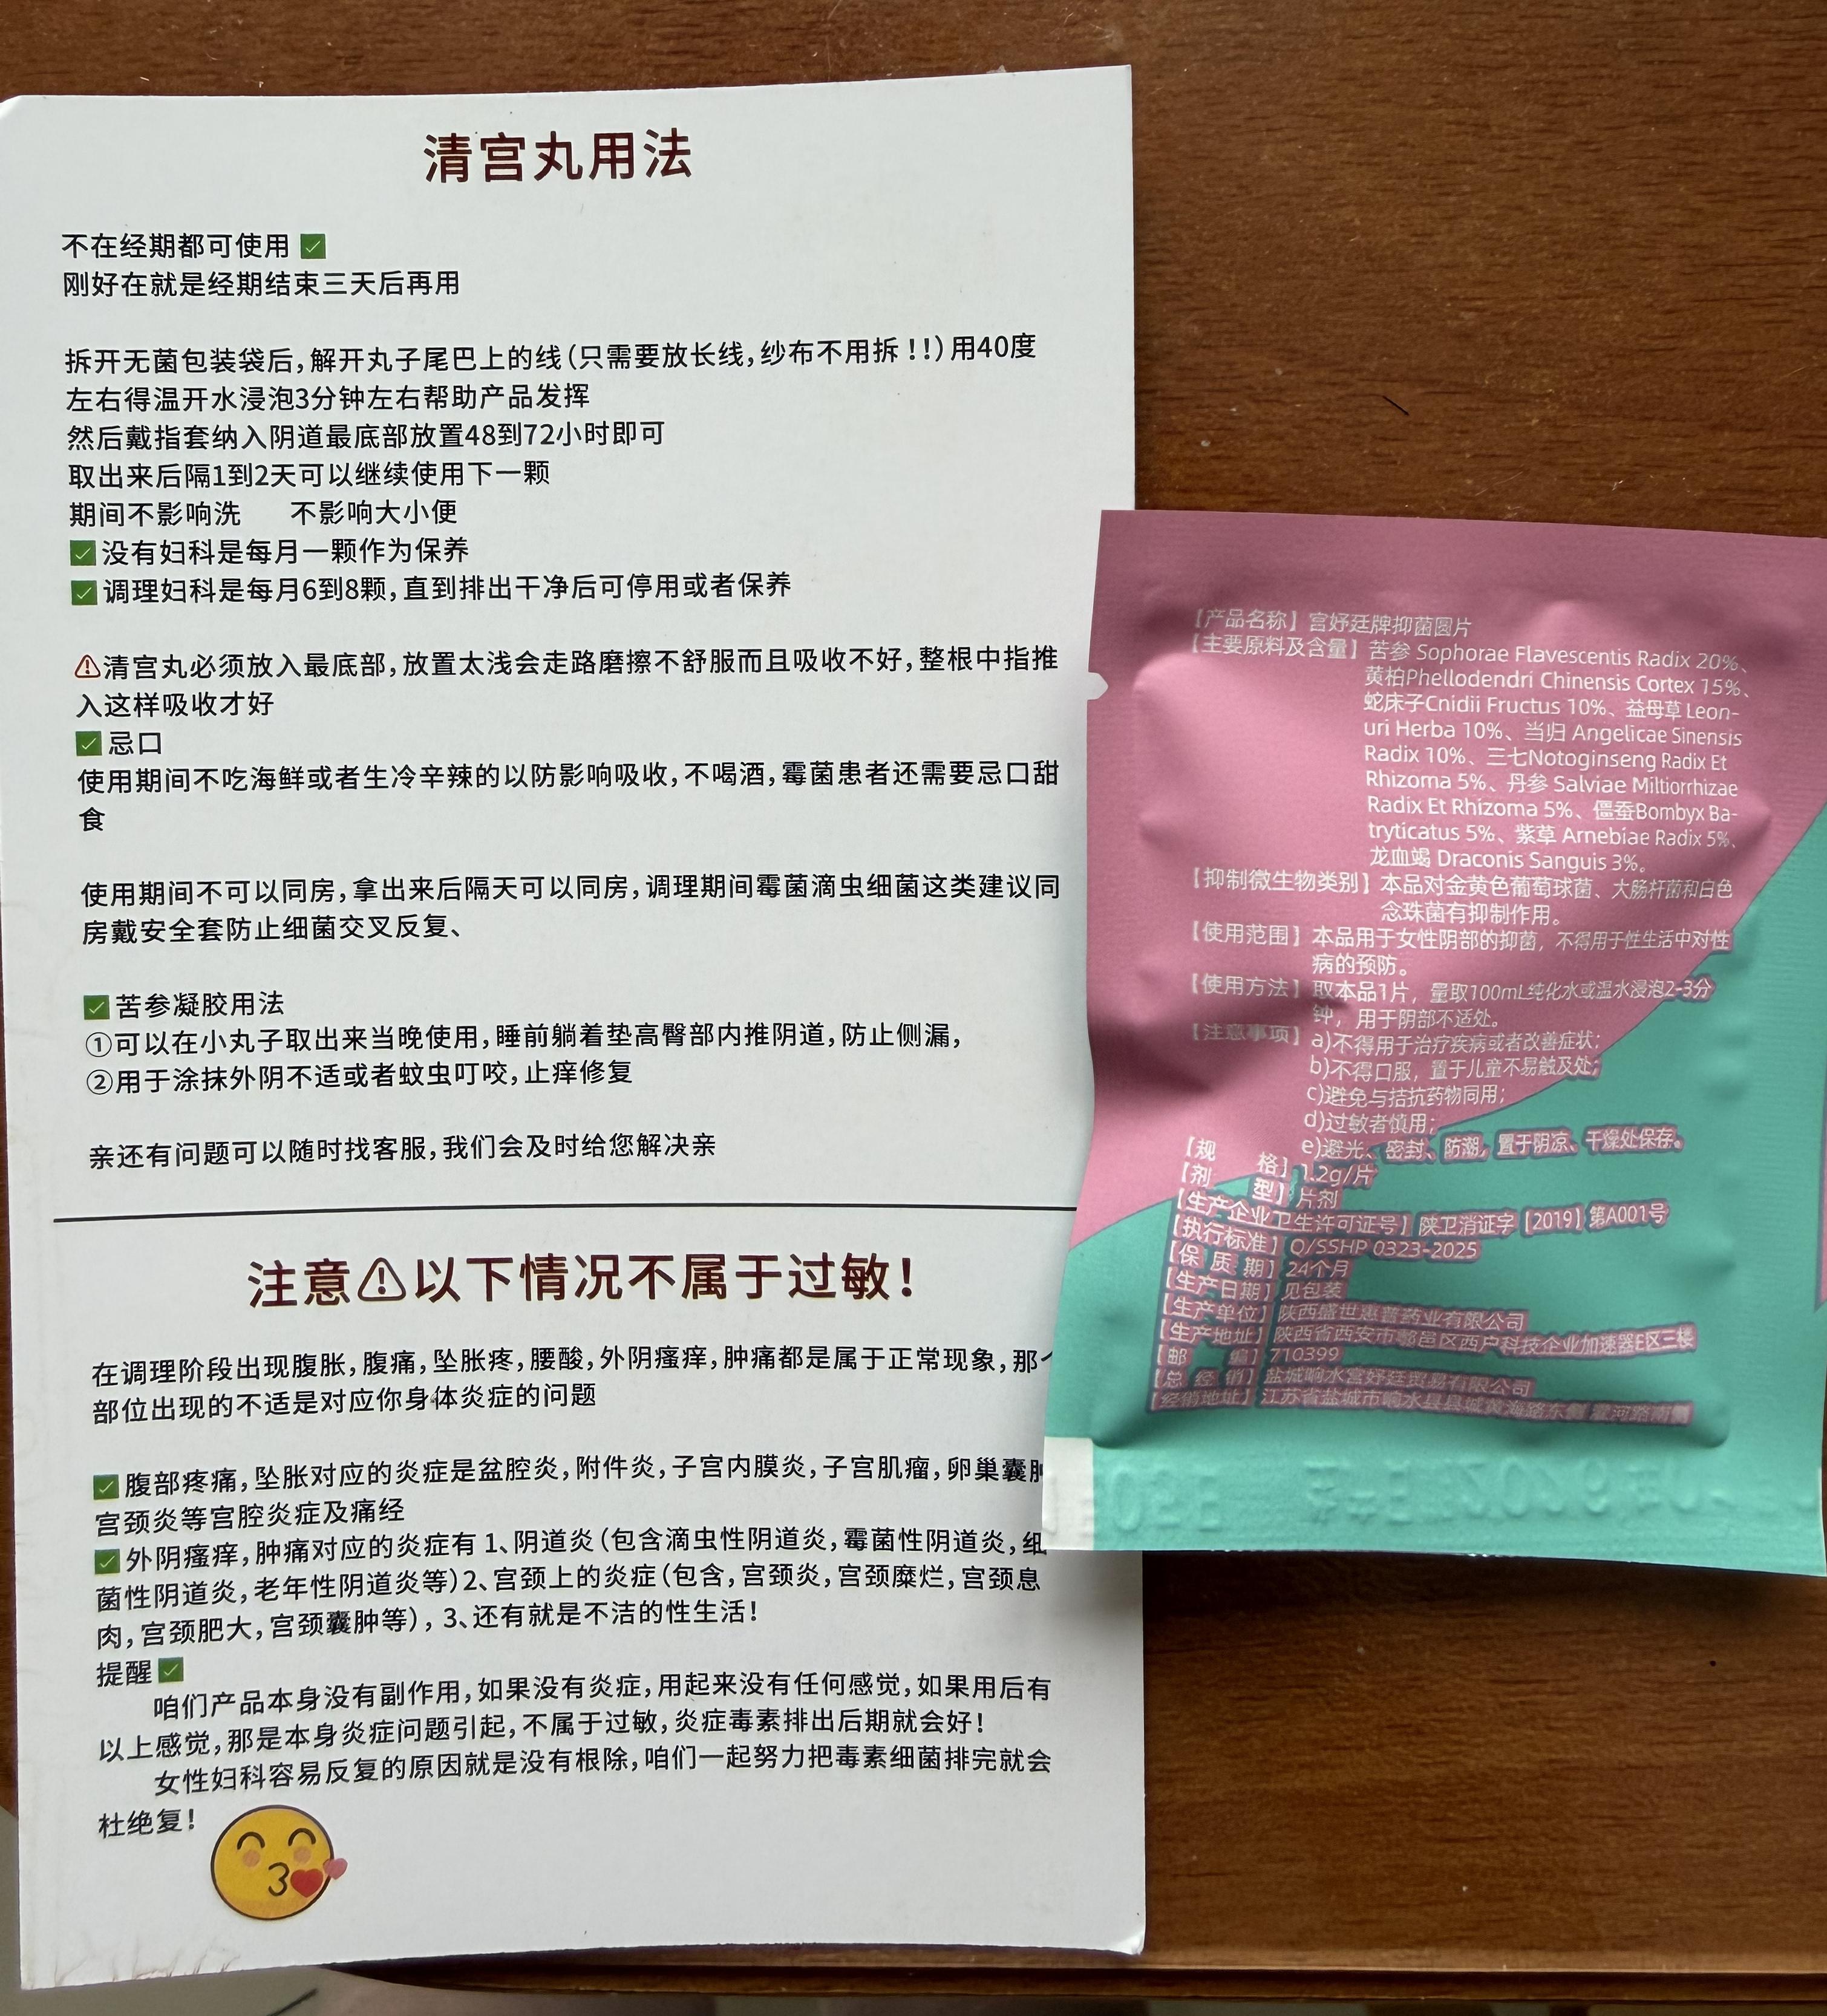 清宫丸用法
不在经期都可使用✅
刚好在就是经期结束三天后再用
拆开无菌包装袋后,解开丸子尾巴上的线(只需要放长线,纱布不用拆!!)用40度
左右得温开水浸泡3分钟左右帮助产品发挥
然后戴指套纳入阴道最底部放置48到72小时即可
取出来后隔1到2天可以继续使用下一颗
期间不影响洗 不影响大小便
✅没有妇科是每月一颗作为保养
✅调理妇科是每月6到8颗,直到排出干净后可停用或者保养
⚠清宫丸必须放入最底部,放置太浅会走路磨擦不舒服而且吸收不好,整根中指推
入这样吸收才好
✅忌口
使用期间不吃海鲜或者生冷辛辣的以防影响吸收,不喝酒,霉菌患者还需要忌口甜
食
使用期间不可以同房,拿出来后隔天可以同房,调理期间霉菌滴虫细菌这类建议同
房戴安全套防止细菌交叉反复、
✅苦参凝胶用法
①可以在小丸子取出来当晚使用,睡前躺着垫高臀部内推阴道,防止侧漏,
②用于涂抹外阴不适或者蚊虫叮咬,止痒修复
亲还有问题可以随时找客服,我们会及时给您解决亲
注意⚠以下情况不属于过敏!
在调理阶段出现腹胀,腹痛,坠胀疼,腰酸,外阴瘙痒,肿痛都是属于正常现象,那
部位出现的不适是对应你身体炎症的问题
✅腹部疼痛,坠胀对应的炎症是盆腔炎,附件炎,子宫内膜炎,子宫肌瘤,卵巢囊
宫颈炎等宫腔炎症及痛经
✅外阴瘙痒,肿痛对应的炎症有 1、阴道炎(包含滴虫性阴道炎,霉菌性阴道炎,细
菌性阴道炎,老年性阴道炎等)2、宫颈上的炎症(包含,宫颈炎,宫颈糜烂,宫颈息
肉,宫颈肥大,宫颈囊肿等),3、还有就是不洁的性生活!
提醒✅
咱们产品本身没有副作用,如果没有炎症,用起来没有任何感觉,如果用后有
以上感觉,那是本身炎症问题引起,不属于过敏,炎症毒素排出后期就会好!
女性妇科容易反复的原因就是没有根除,咱们一起努力把毒素细菌排完就会
杜绝复!
【产品名称】宫妤廷牌抑菌圆片
【主要原料及含量】苦参 Sophorae Flavescentis Radix 20%、
黄柏Phellodendri Chinensis Cortex 15%、
蛇床子Cnidii Fructus 10%、益母草 Leon-
uri Herba 10%、当归 Angelicae Sinensis
Radix 10%、三七Notoginseng Radix Et
Rhizoma 5%、丹参 Salviae Miltiorrhizae
Radix Et Rhizoma 5%、僵蚕Bombyx Ba-
tryticatus 5%、紫草 Arnebiae Radix 5%、
龙血竭 Draconis Sanguis 3%。
【抑制微生物类别】本品对金黄色葡萄球菌、大肠杆菌和白色
念珠菌有抑制作用。
【使用范围】本品用于女性阴部的抑菌,不得用于性生活中对性
病的预防。
【使用方法】取本品1片,量取100mL纯化水或温水浸泡2-3分
钟,用于阴部不适处。
【注意事项】a)不得用于治疗疾病或者改善症状;
b)不得口服,置于儿童不易触及处;
c)避免与拮抗药物同用;
d)过敏者慎用;
e)避光、密封、防潮,置于阴凉、干燥处保存。
【规 格】1.2g/片
【剂 型】片剂
【生产企业卫生许可证号】陕卫消证字【2019】第A001号
【执行标准】Q/SSHP 0323-2025
【保 质 期】24个月
【生产日期】见包装
【生产单位】陕西盛世惠普药业有限公司
【生产地址】陕西省西安市鄠邑区西户科技企业加速器E区三楼
【邮 编】710399
【总 经 销】盐城响水宫妤廷贸易有限公司
【经销地址】江苏省盐城市响水县县城黄海路东侧 灌河路南侧